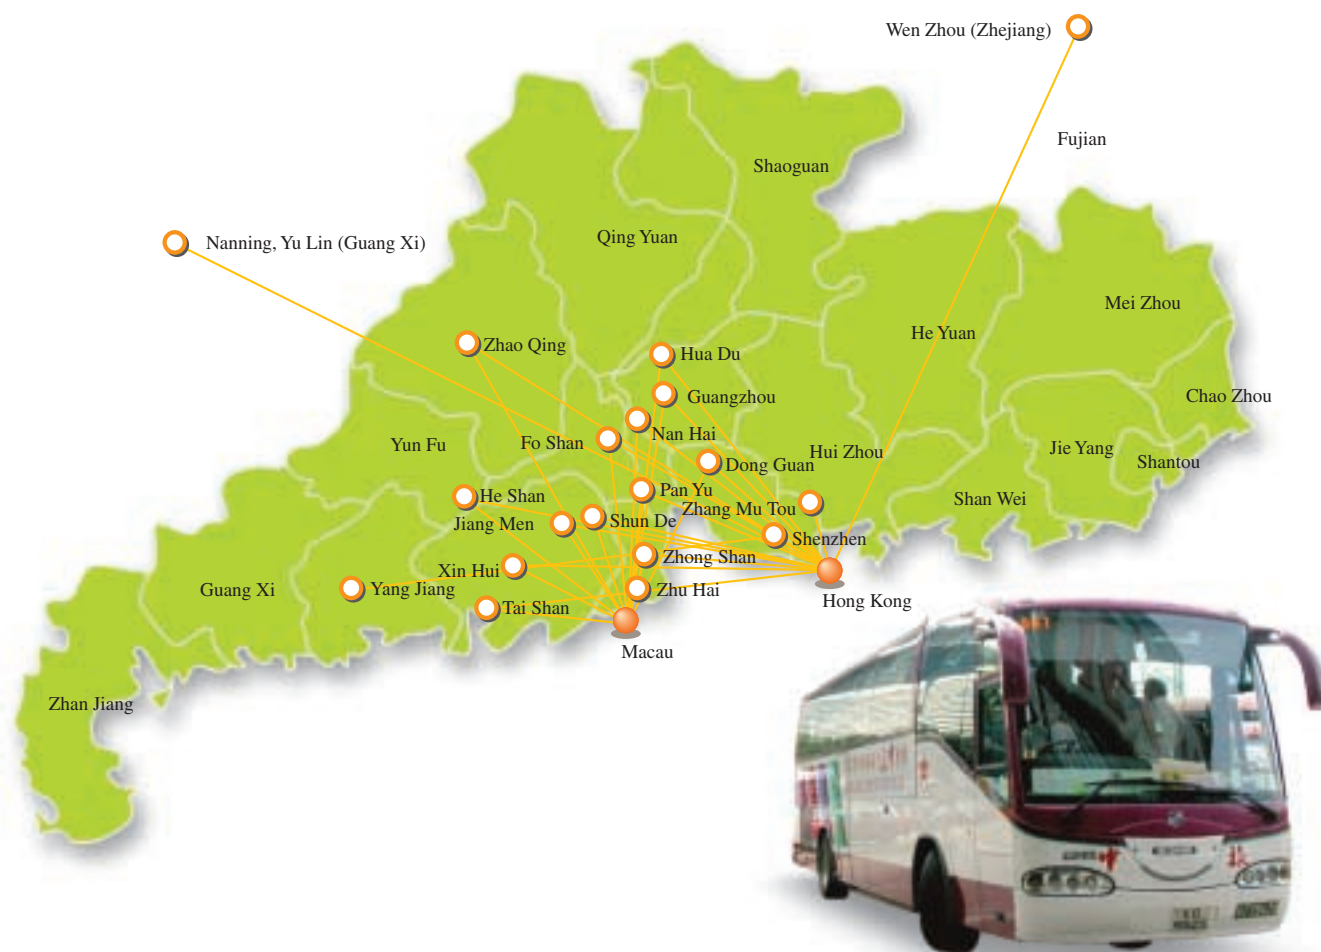 Wen Zhou (Zhejiang)
Fujian
Shaoguan
Qing Yuan
Nanning, Yu Lin (Guang Xi)
Mei Zhou
He Yuan
Zhao Qing
Hua Du
Guangzhou
Chao Zhou
Nan Hai
Fo Shan
Yun Fu
Hui Zhou
Jie Yang
Shantou
Dong Guan
Pan Yu
He Shan
Shan Wei
Zhang Mu Tou
Shun De
Jiang Men
Shenzhen
Zhong Shan
Xin Hui
Guang Xi
Yang Jiang
Zhu Hai
Hong Kong
Tai Shan
Macau
Zhan Jiang
中